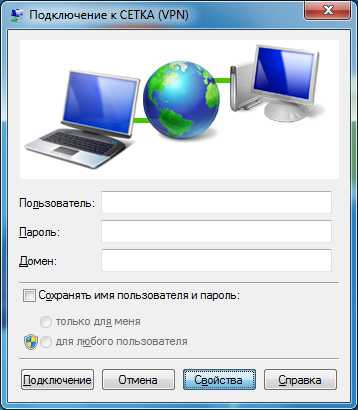 Подключение к СЕТКА (VPN)
Пользователь:
Пароль:
Домен:
Сохранять имя пользователя и пароль:
только для меня
для любого пользователя
Подключение Отмена Свойства Справка